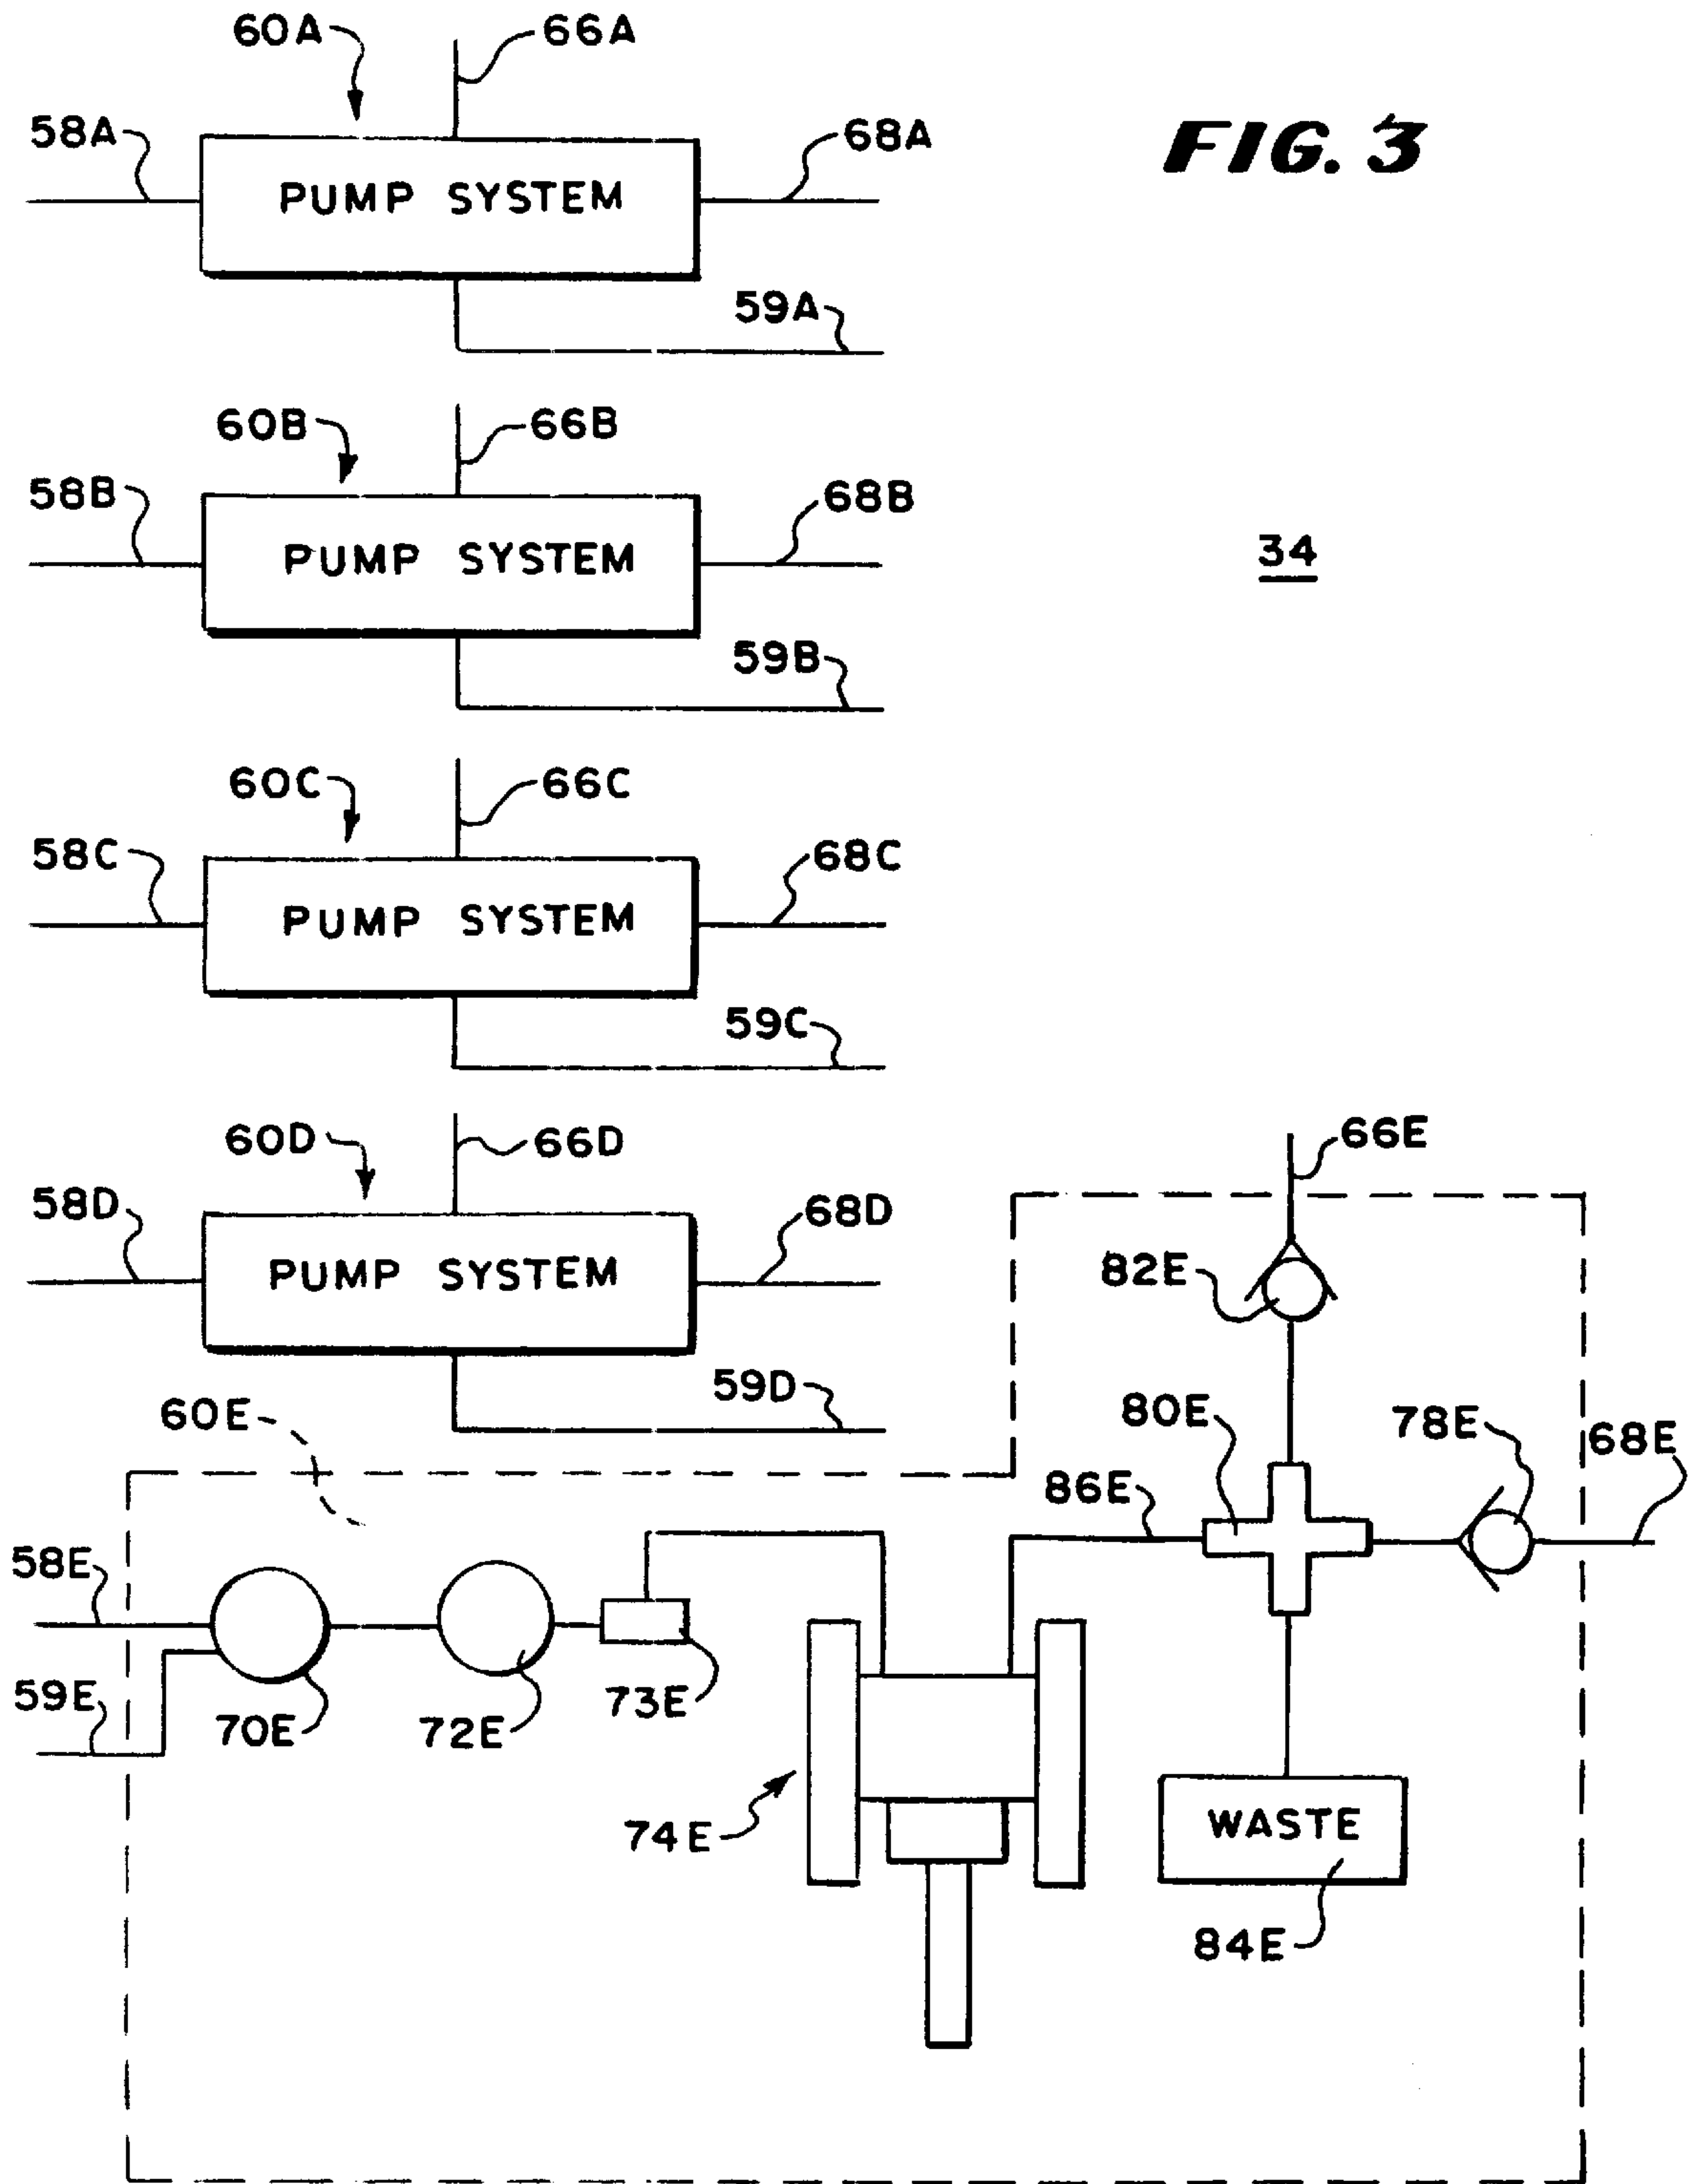 FIG. 3
60A
66A
58A
68A
PUMP SYSTEM
59A
60B
66B
58B
68B
PUMP SYSTEM
34
59B
60C
66C
58C
68C
PUMP SYSTEM
59C
60D
66D
66E
58D
68D
PUMP SYSTEM
82E
59D
60E
80E
78E
68E
86E
58E
59E
70E
72E
73E
74E
WASTE
84E